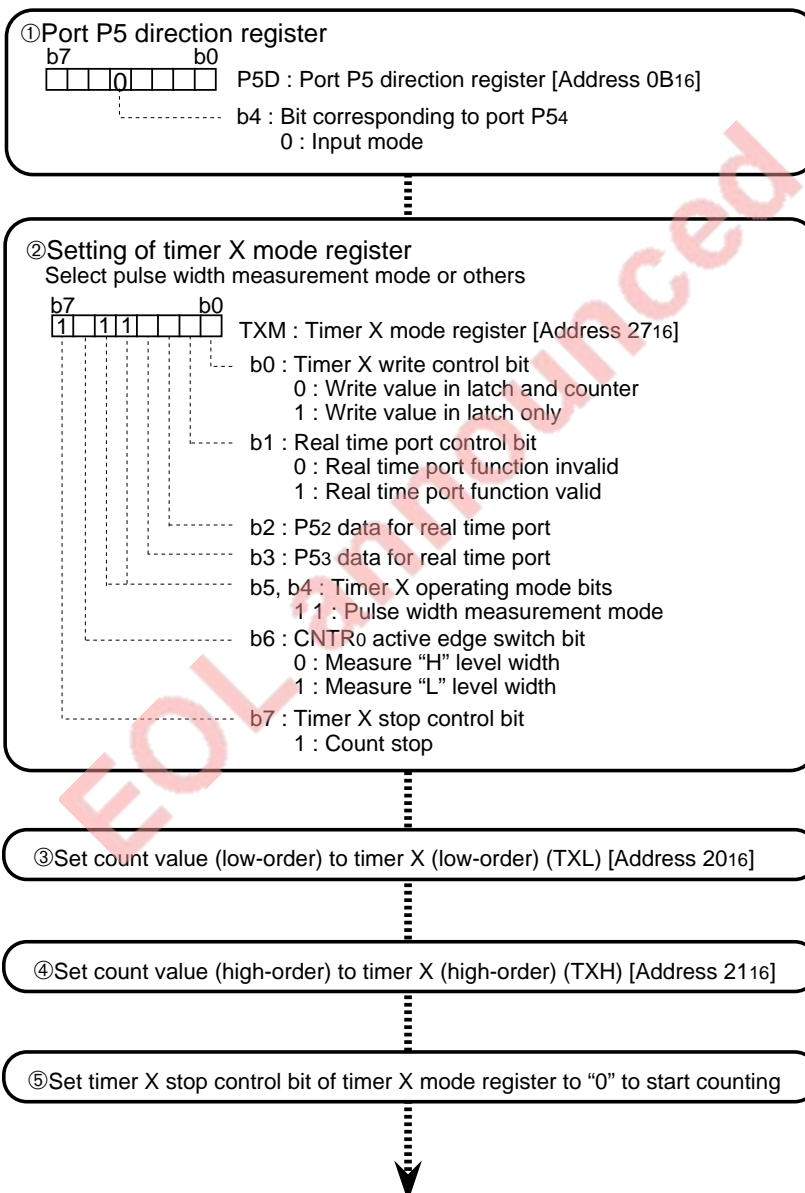 ①Port P5 direction register
b7 b0
0
P5D : Port P5 direction register [Address 0B16]
b4 : Bit corresponding to port P54
0 : Input mode
②Setting of timer X mode register
Select pulse width measurement mode or others
b7 b0
1 1 1
TXM : Timer X mode register [Address 2716]
b0 : Timer X write control bit
0 : Write value in latch and counter
1 : Write value in latch only
b1 : Real time port control bit
0 : Real time port function invalid
1 : Real time port function valid
b2 : P52 data for real time port
b3 : P53 data for real time port
b5, b4 : Timer X operating mode bits
1 1 : Pulse width measurement mode
b6 : CNTR0 active edge switch bit
0 : Measure “H” level width
1 : Measure “L” level width
b7 : Timer X stop control bit
1 : Count stop
③Set count value (low-order) to timer X (low-order) (TXL) [Address 2016]
④Set count value (high-order) to timer X (high-order) (TXH) [Address 2116]
⑤Set timer X stop control bit of timer X mode register to “0” to start counting
EOL announced